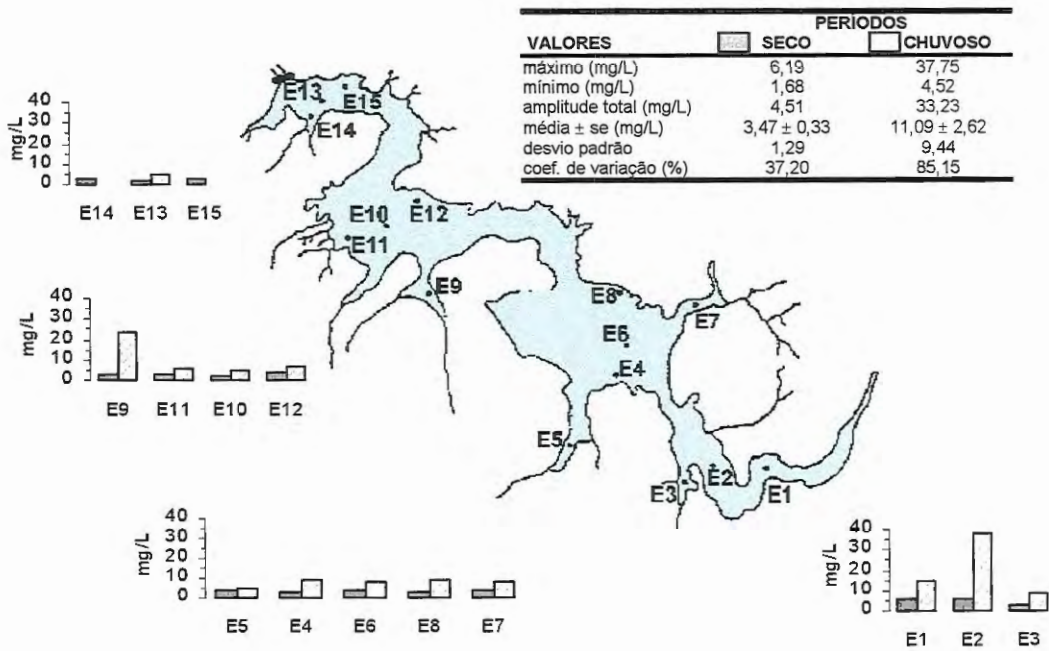 PERÍODOS
VALORES SECO CHUVOSO
máximo (mg/L) 6,19 37,75
mínimo (mg/L) 1,68 4,52
amplitude total (mg/L) 4,51 33,23
média ± se (mg/L) 3,47 ± 0,33 11,09 ± 2,62
desvio padrão 1,29 9,44
coef. de variação (%) 37,20 85,15
E13
E15
E14
E10
E12
E11
E9
E8
E7
E6
E4
E5
E3
E2
E1
mg/L
40
30
20
10
0
E14 E13 E15
mg/L
40
30
20
10
0
E9 E11 E10 E12
mg/L
40
30
20
10
0
E5 E4 E6 E8 E7
mg/L
40
30
20
10
0
E1 E2 E3